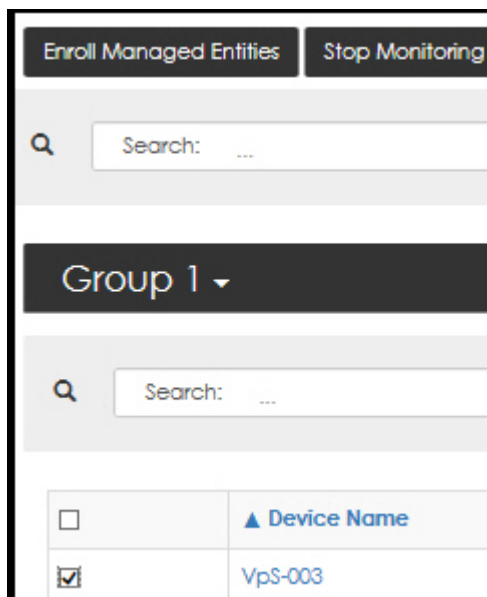 Enroll Managed Entities Stop Monitoring
Search: ...
Group 1
Search: ...
▲ Device Name
VpS-003